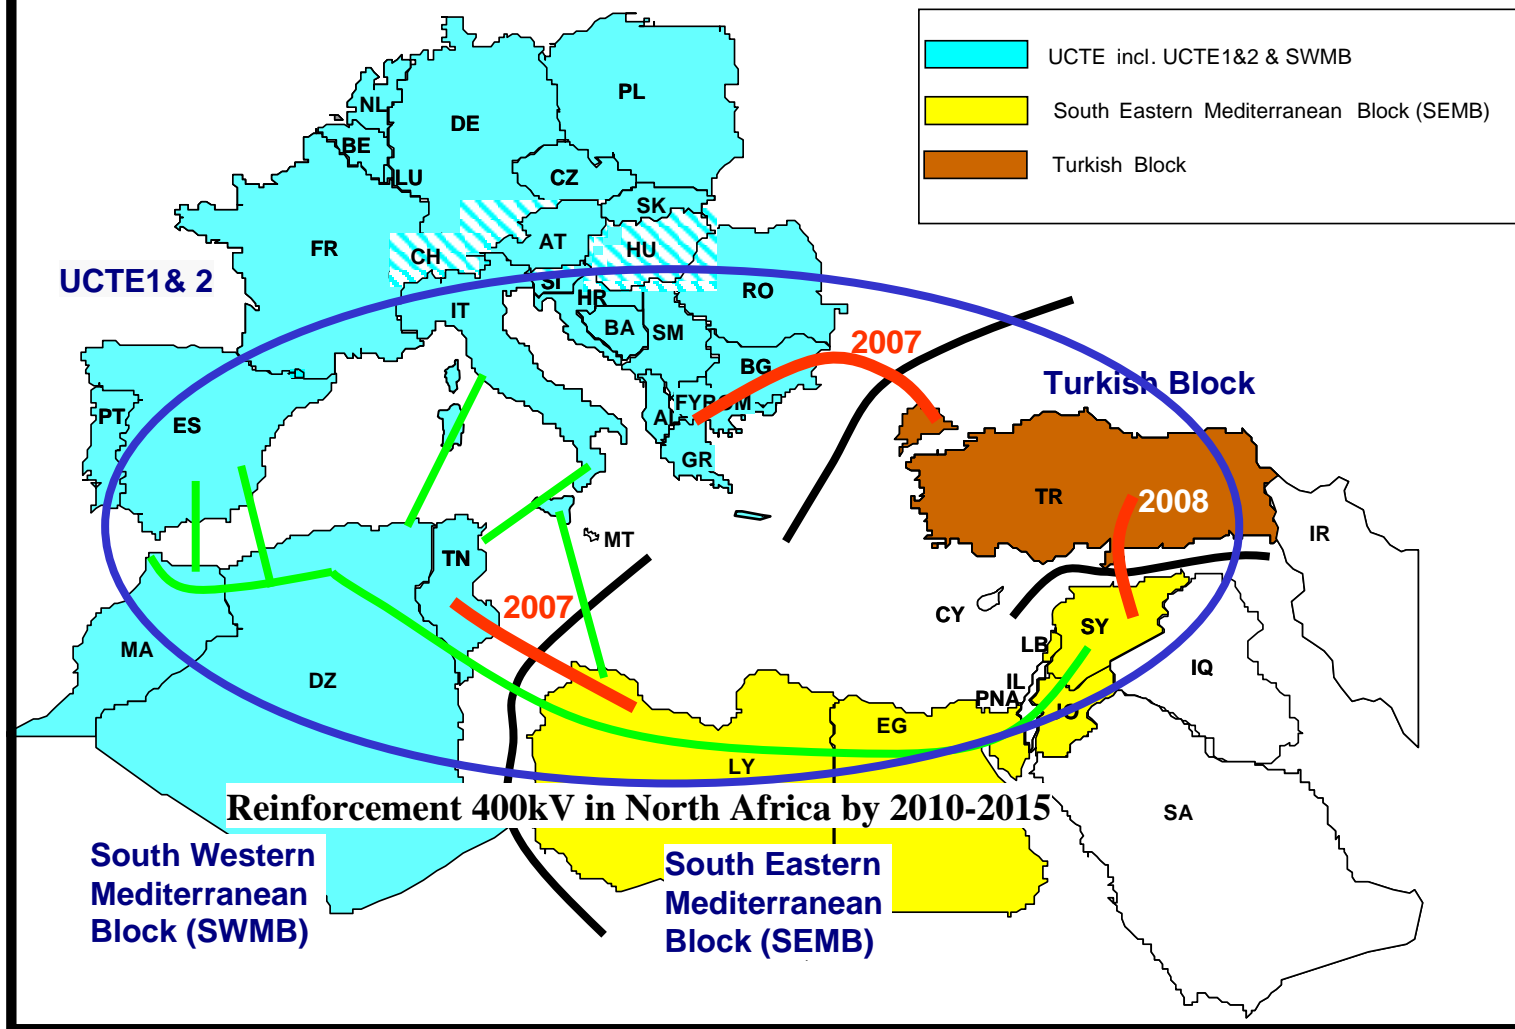 UCTE incl. UCTE1&2 & SWMB
South Eastern Mediterranean Block (SEMB)
Turkish Block
PL
NL
DE
BE
LU
CZ
SK
FR
AT
HU
CH
UCTE1& 2
SI
RO
IT
HR
BA
SM
2007
BG
Turkish Block
FYROM
PT
ES
AL
GR
TR
2008
MT
IR
TN
2007
CY
SY
LB
MA
IQ
DZ
IL
PNA
JO
EG
LY
Reinforcement 400kV in North Africa by 2010-2015
SA
South Western
Mediterranean
Block (SWMB)
South Eastern
Mediterranean
Block (SEMB)